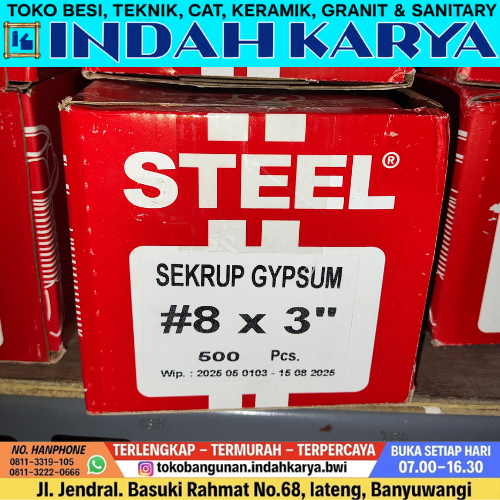 TOKO BESI, TEKNIK, CAT, KERAMIK, GRANIT & SANITARY
INDAH KARYA
STEEL®
SEKRUP GYPSUM
#8 x 3"
500 Pcs.
Wip. : 2025 05 0193 - 15 08 2025
NO. HANPHONE
0811-3319-105
0811-3222-0666
TERLENGKAP – TERMURAH – TERPERCAYA
tokobangunan.indahkarya.bwi
BUKA SETIAP HARI
07.00-16.30
Jl. Jendral. Basuki Rahmat No.68, lateng, Banyuwangi